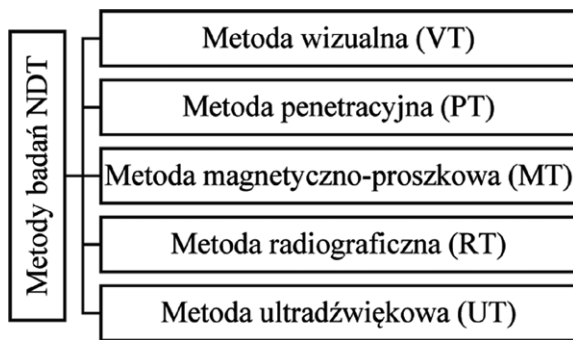 Metody badań NDT
Metoda wizualna (VT)
Metoda penetracyjna (PT)
Metoda magnetyczno-proszkowa (MT)
Metoda radiograficzna (RT)
Metoda ultradźwiękowa (UT)